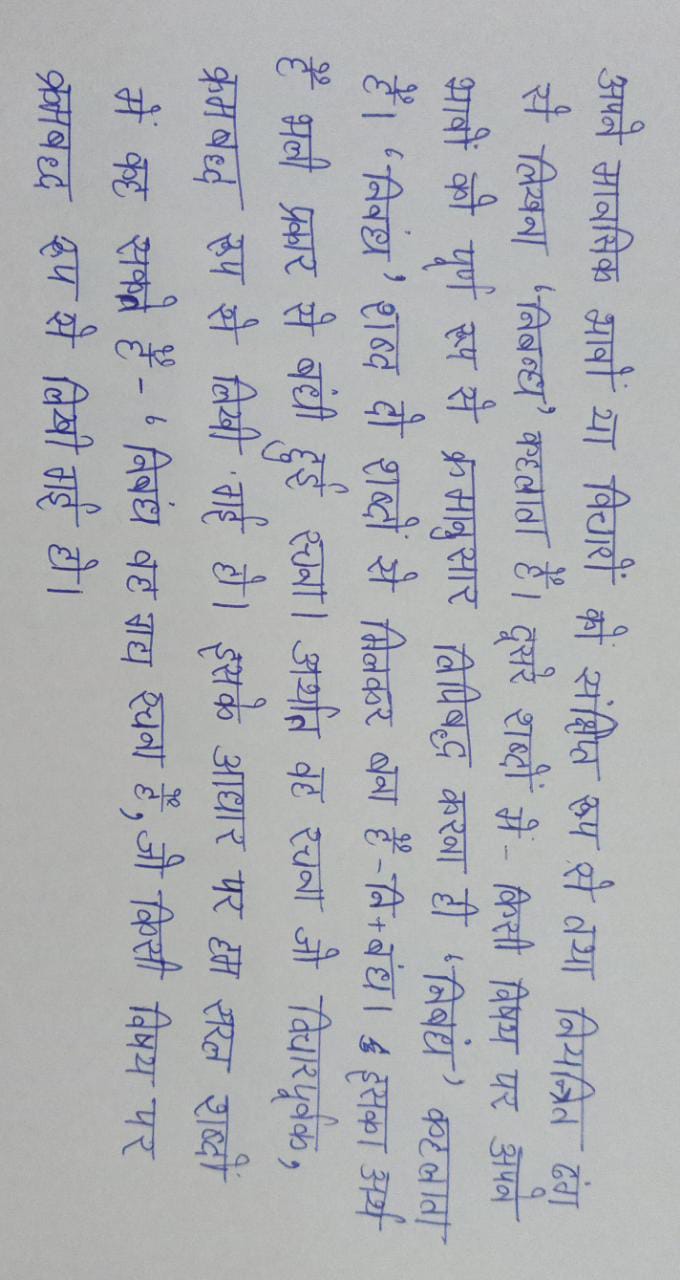 अपने मानसिक भावों या विचारों को संक्षिप्त रूप से तथा नियन्त्रित ढंग
से लिखना ‘निबन्ध’ कहलाता है। दूसरे शब्दों में - किसी विषय पर अपने
भावों को पूर्ण रूप से क्रमानुसार लिपिबद्ध करना ही ‘निबंध’ कहलाता
है। ‘निबंध’ शब्द दो शब्दों से मिलकर बना है - नि + बंध। इसका अर्थ
है भली प्रकार से बंधी हुई रचना। अर्थात वह रचना जो विचारपूर्वक,
क्रमबद्ध रूप से लिखी गई हो। इसके आधार पर हम सरल शब्दों
में कह सकते है - ‘निबंध वह गद्य रचना है, जो किसी विषय पर
क्रमबद्ध रूप से लिखी गई हो।